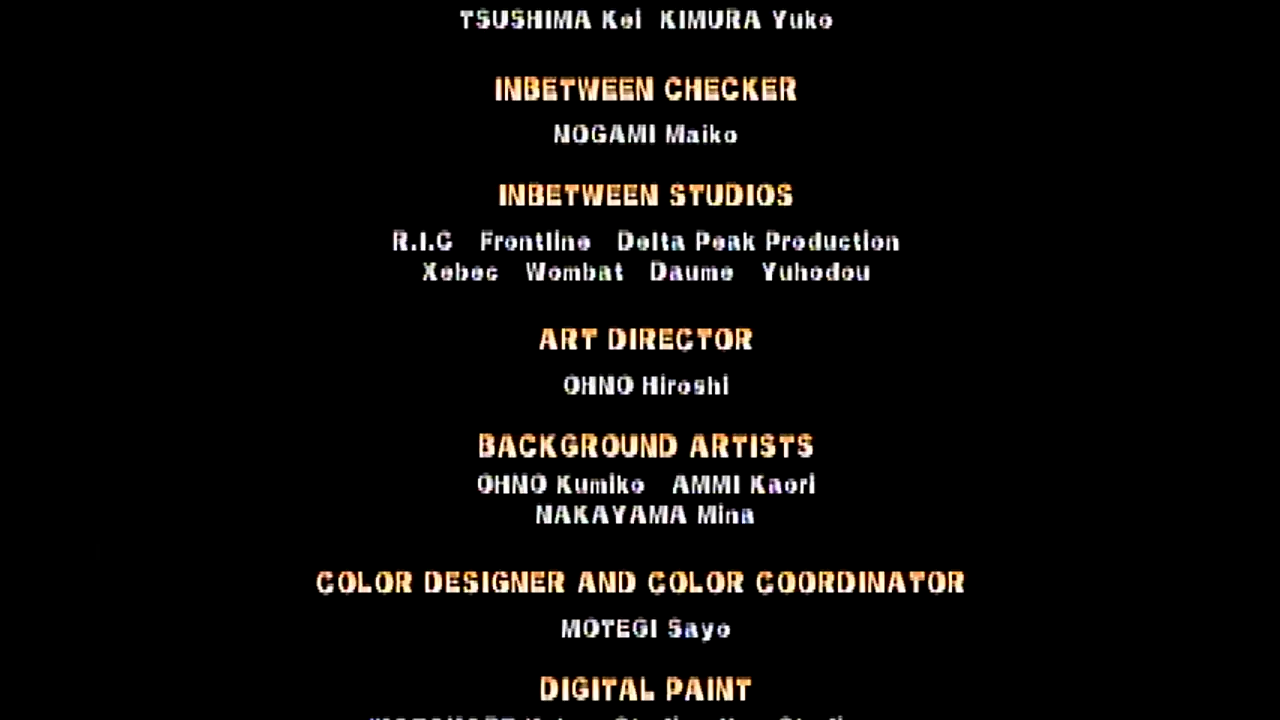 TSUSHIMA Kei KIMURA Yuko
INBETWEEN CHECKER
NOGAMI Maiko
INBETWEEN STUDIOS
R.I.C Frontline Delta Peak Production
Xebec Wombat Daume Yuhodou
ART DIRECTOR
OHNO Hiroshi
BACKGROUND ARTISTS
OHNO Kumiko AMMI Kaori
NAKAYAMA Mina
COLOR DESIGNER AND COLOR COORDINATOR
MOTEGI Sayo
DIGITAL PAINT